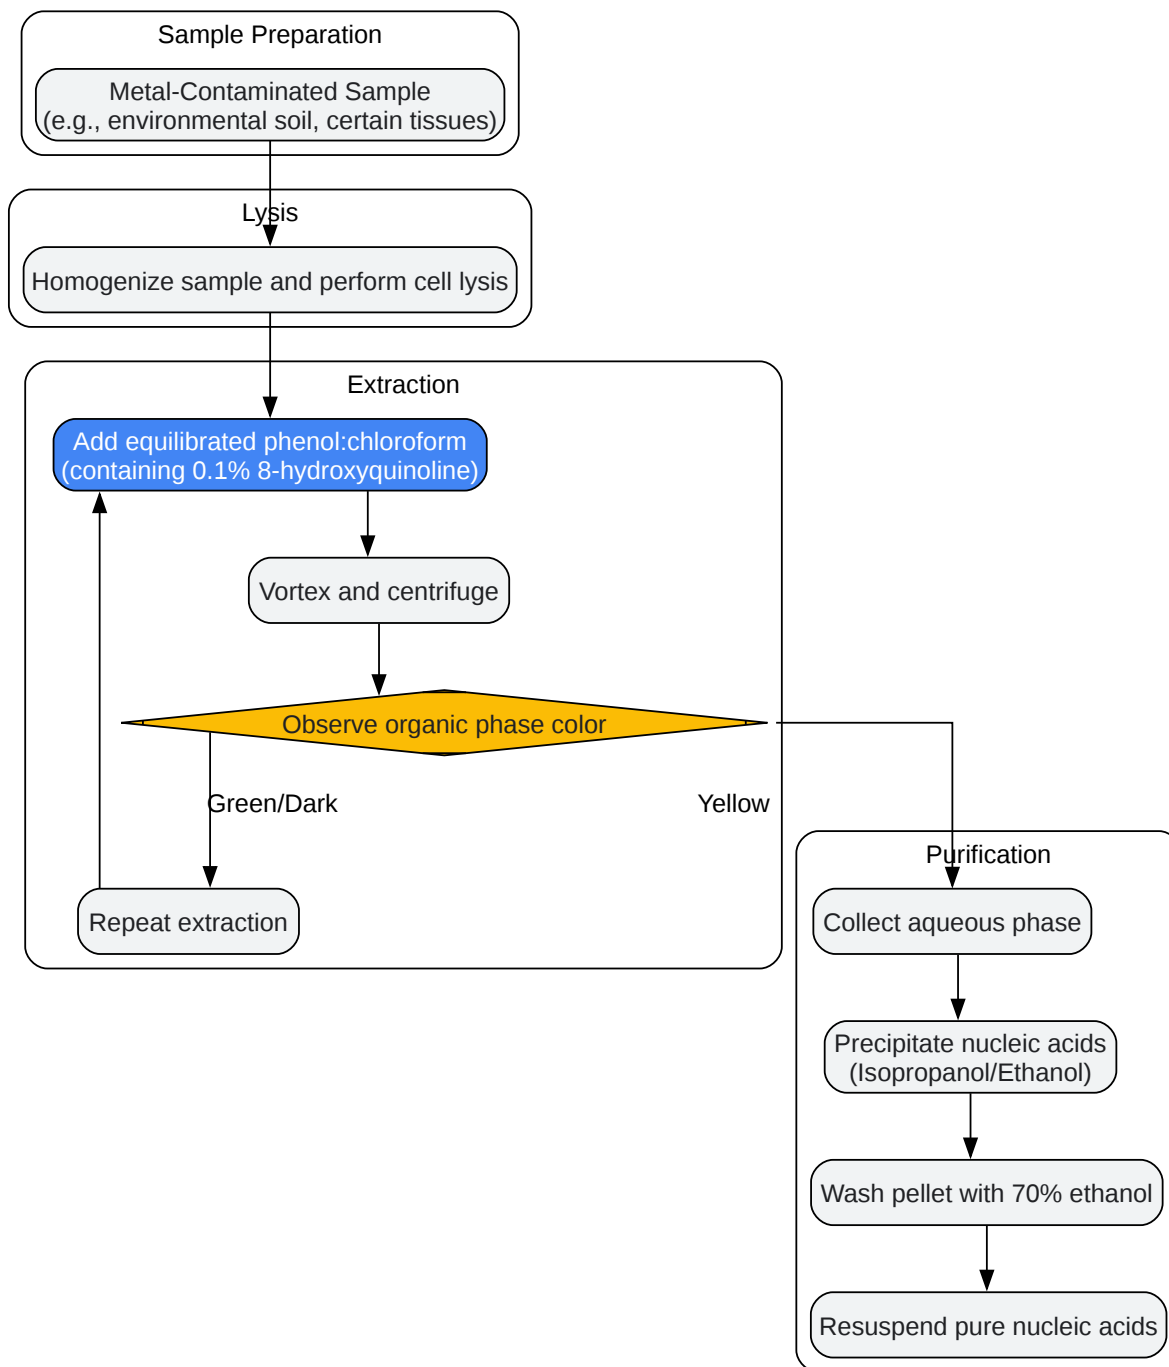 Sample Preparation
Metal-Contaminated Sample
(e.g., environmental soil, certain tissues)
Lysis
Homogenize sample and perform cell lysis
Extraction
Add equilibrated phenol:chloroform
(containing 0.1% 8-hydroxyquinoline)
Vortex and centrifuge
Observe organic phase color
Green/Dark
Yellow
Repeat extraction
Purification
Collect aqueous phase
Precipitate nucleic acids
(Isopropanol/Ethanol)
Wash pellet with 70% ethanol
Resuspend pure nucleic acids